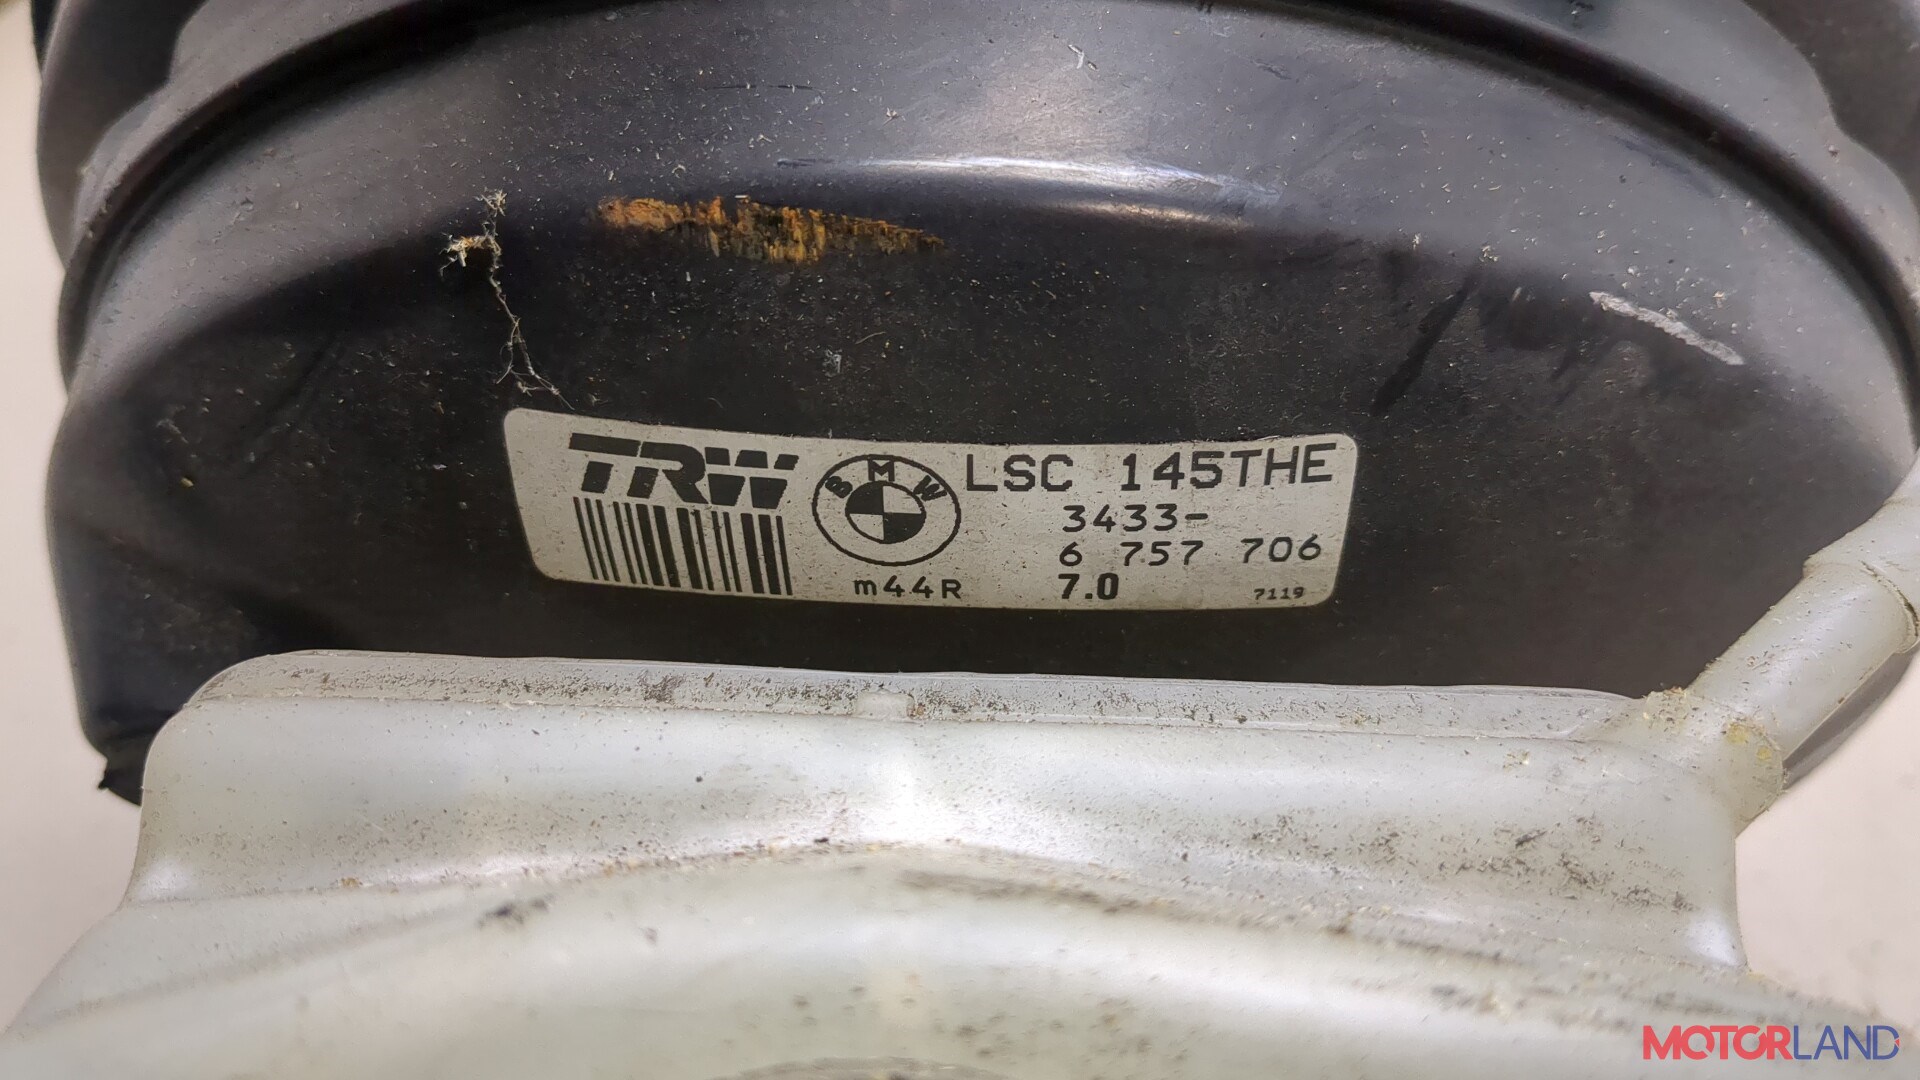 TRW BMW LSC 145THE
3433-
6 757 706
m44R 7.0 7119
MOTORLAND